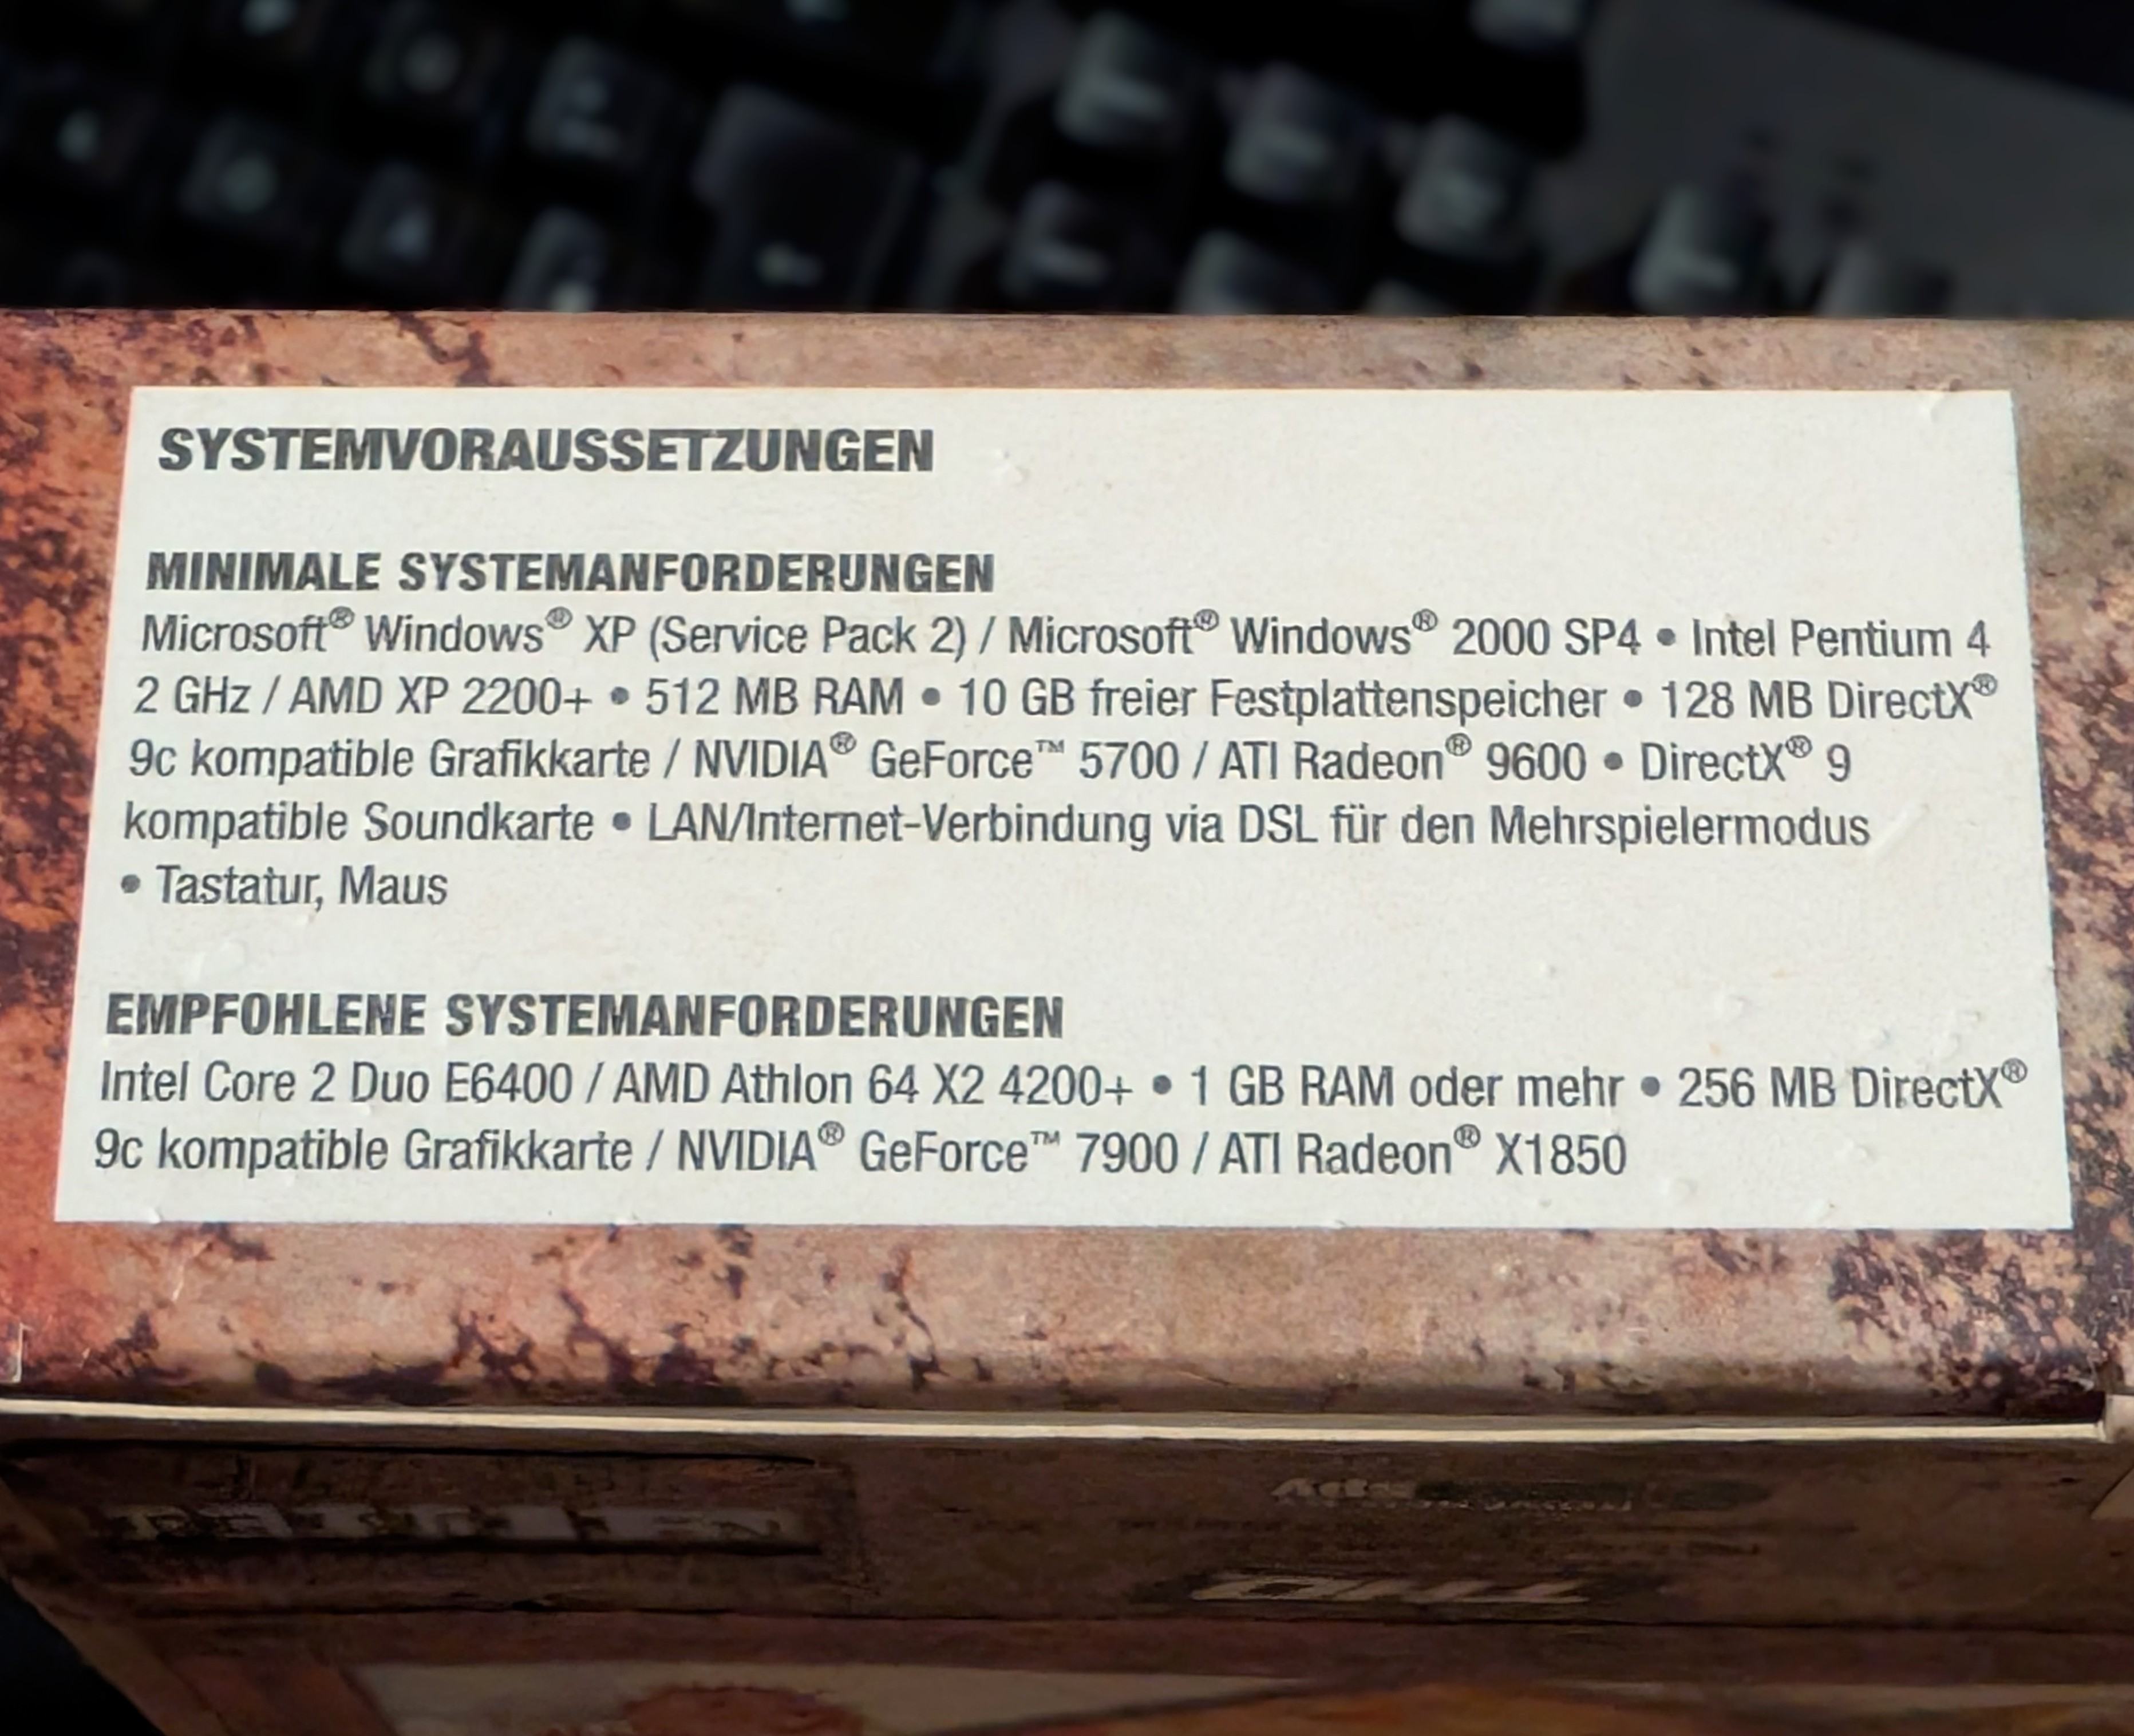 SYSTEMVORAUSSETZUNGEN
MINIMALE SYSTEMANFORDERUNGEN
Microsoft® Windows® XP (Service Pack 2) / Microsoft® Windows® 2000 SP4 • Intel Pentium 4
2 GHz / AMD XP 2200+ • 512 MB RAM • 10 GB freier Festplattenspeicher • 128 MB DirectX®
9c kompatible Grafikkarte / NVIDIA® GeForce™ 5700 / ATI Radeon® 9600 • DirectX® 9
kompatible Soundkarte • LAN/Internet-Verbindung via DSL für den Mehrspielermodus
• Tastatur, Maus
EMPFOHLENE SYSTEMANFORDERUNGEN
Intel Core 2 Duo E6400 / AMD Athlon 64 X2 4200+ • 1 GB RAM oder mehr • 256 MB DirectX®
9c kompatible Grafikkarte / NVIDIA® GeForce™ 7900 / ATI Radeon® X1850